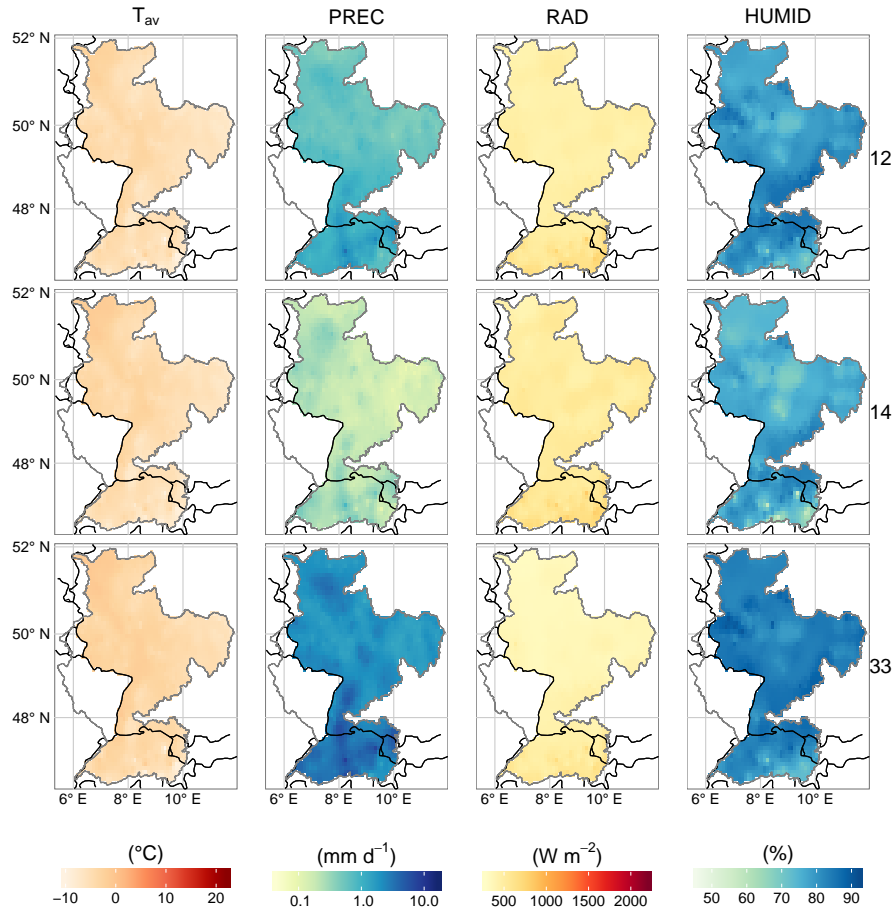 T_av PREC RAD HUMID
52° N
50° N
48° N
12
52° N
50° N
48° N
14
52° N
50° N
48° N
33
6° E 8° E 10° E 6° E 8° E 10° E 6° E 8° E 10° E 6° E 8° E 10° E
(°C) (mm d⁻¹) (W m⁻²) (%)
−10 0 10 20 0.1 1.0 10.0 500 1000 1500 2000 50 60 70 80 90